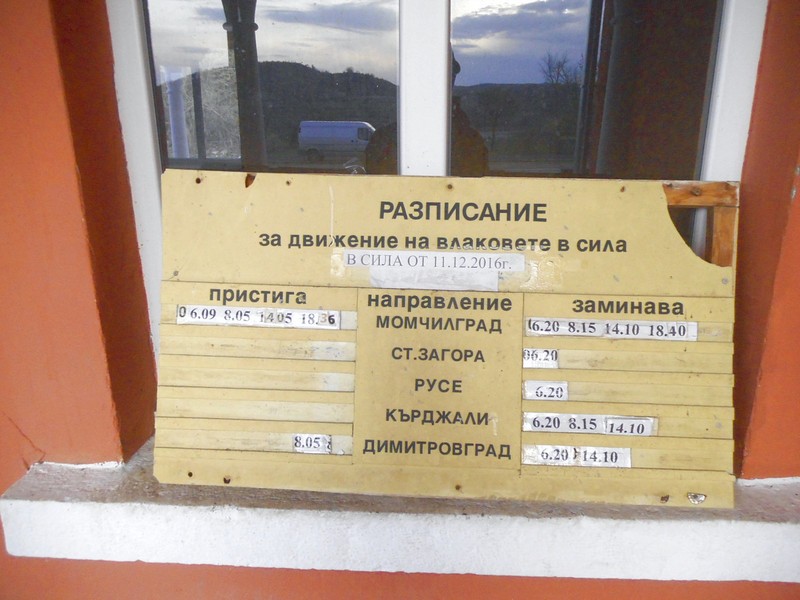 РАЗПИСАНИЕ
за движение на влаковете в сила
В СИЛА ОТ 11.12.2016г.
пристига направление заминава
06.09 8.05 14.05 18.36 МОМЧИЛГРАД 6.20 8.15 14.10 18.40
СТ.ЗАГОРА 06.20
РУСЕ 6.20
КЪРДЖАЛИ 6.20 8.15 14.10
8.05 ДИМИТРОВГРАД 6.20 14.10